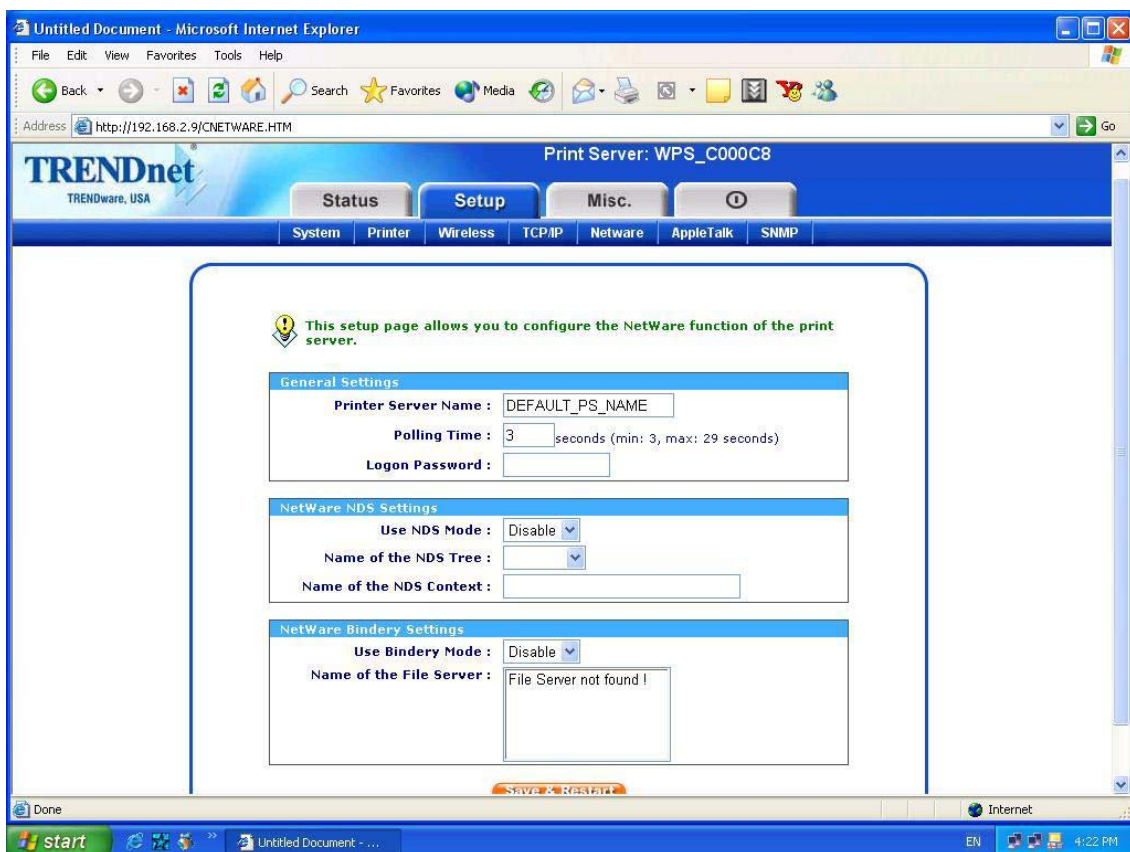 Untitled Document - Microsoft Internet Explorer
File Edit View Favorites Tools Help
Back Search Favorites Media
Address http://192.168.2.9/CNETWARE.HTM Go
TRENDnet®
TRENDware, USA
Print Server: WPS_C000C8
Status Setup Misc.
System Printer Wireless TCP/IP Netware AppleTalk SNMP
This setup page allows you to configure the NetWare function of the print
server.
General Settings
Printer Server Name : DEFAULT_PS_NAME
Polling Time : 3 seconds (min: 3, max: 29 seconds)
Logon Password :
NetWare NDS Settings
Use NDS Mode : Disable
Name of the NDS Tree :
Name of the NDS Context :
NetWare Bindery Settings
Use Bindery Mode : Disable
Name of the File Server : File Server not found !
Save & Restart
Done Internet
start Untitled Document - ... EN 4:22 PM